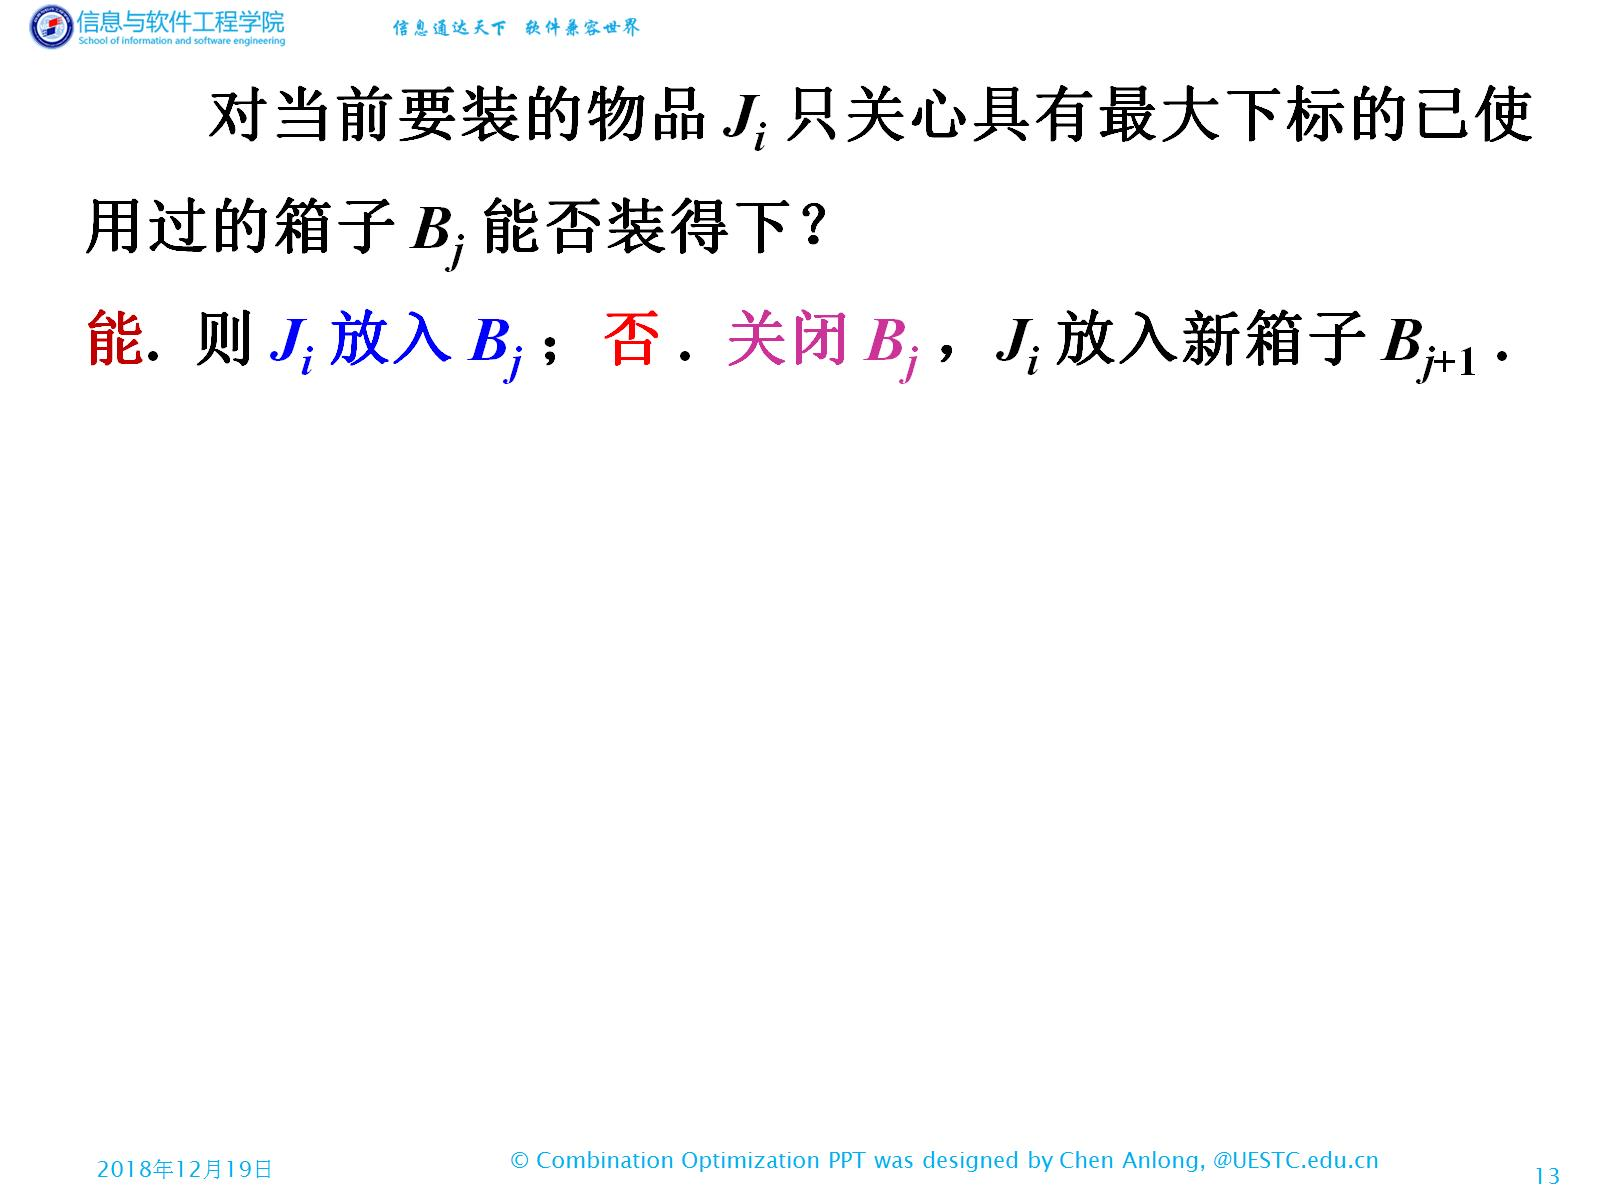 信息与软件工程学院
School of information and software engineering
信息通达天下 软件兼容世界
对当前要装的物品 Ji 只关心具有最大下标的已使
用过的箱子 Bj 能否装得下？
能. 则 Ji 放入 Bj ；否 . 关闭 Bj ，Ji 放入新箱子 Bj+1 .
2018年12月19日
© Combination Optimization PPT was designed by Chen Anlong, @UESTC.edu.cn
13